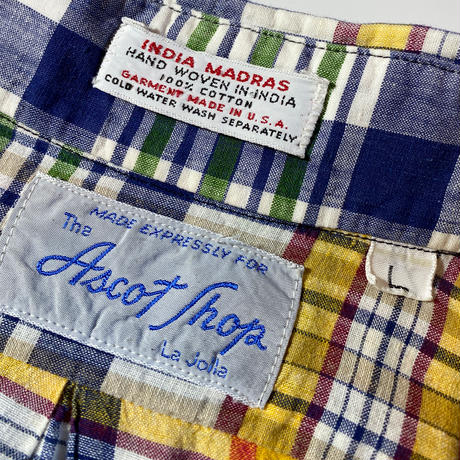 INDIA MADRAS
HAND WOVEN IN INDIA
100% COTTON
GARMENT MADE IN U.S.A.
COLD WATER WASH SEPARATELY
MADE EXPRESSLY FOR
The
Ascot Shop
La Jolla
L